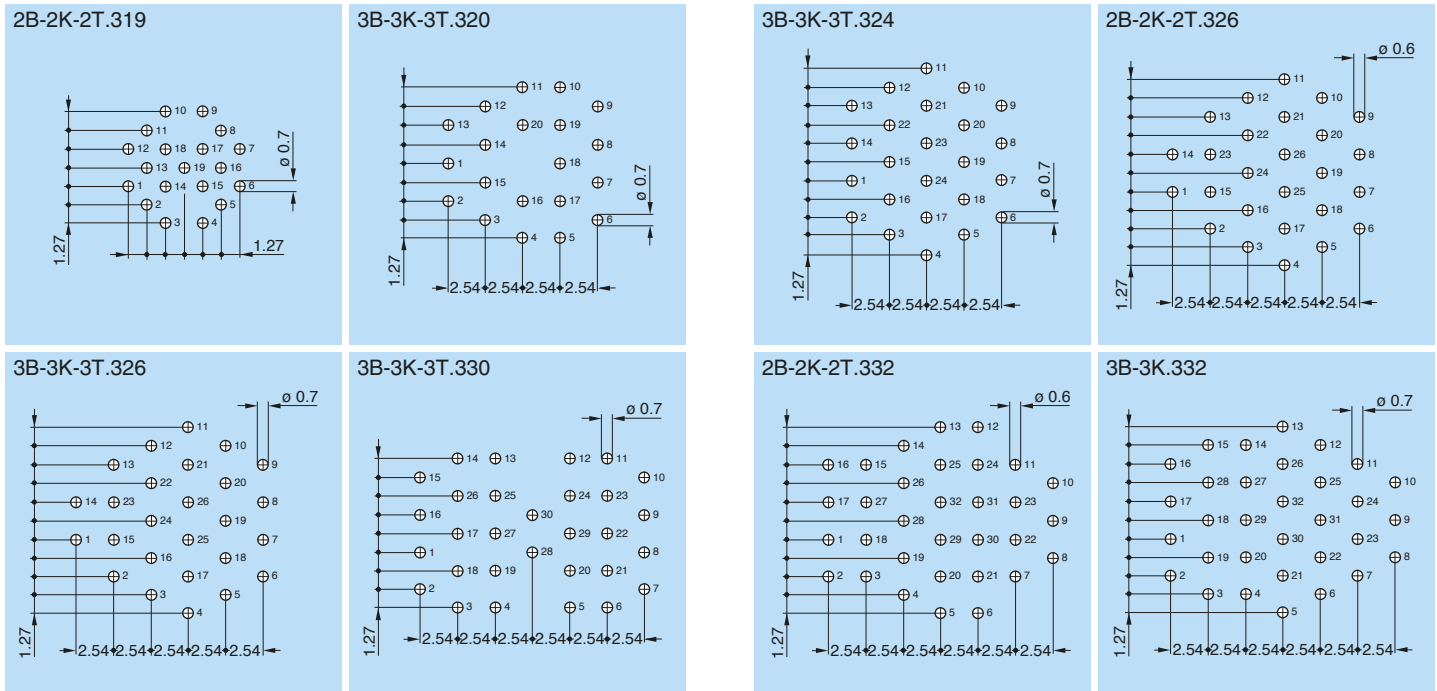 2B-2K-2T.319
10 9
11 8
12 18 17 7
13 19 16
1 14 15 6
2 5
3 4
ø 0.7
1.27
1.27
3B-3K-3T.320
11 10
12 9
13 20 19
14 8
1 18
15 7
2 16 17
3 6
4 5
ø 0.7
1.27
2.54 2.54 2.54 2.54
3B-3K-3T.324
11
12 10
13 21 9
22 20
14 23 8
15 19
1 24 7
16 18
2 17 6
3 5
4
ø 0.7
1.27
2.54 2.54 2.54 2.54
2B-2K-2T.326
ø 0.6
11
12 10
13 21 9
22 20
14 23 26 8
24 19
1 15 25 7
16 18
2 17 6
3 5
4
1.27
2.54 2.54 2.54 2.54 2.54
3B-3K-3T.326
ø 0.7
11
12 10
13 21 9
22 20
14 23 26 8
24 19
1 15 25 7
16 18
2 17 6
3 5
4
1.27
2.54 2.54 2.54 2.54 2.54
3B-3K-3T.330
ø 0.7
14 13 12 11
15 10
26 25 24 23
16 30 9
17 27 29 22
1 28 8
18 19 20 21
2 7
3 4 5 6
1.27
2.54 2.54 2.54 2.54 2.54 2.54
2B-2K-2T.332
ø 0.6
13 12
14
16 15 25 24 11
26 10
17 27 32 31 23
28 9
1 18 29 30 22
19 8
2 3 20 21 7
4
5 6
1.27
2.54 2.54 2.54 2.54 2.54 2.54
3B-3K.332
ø 0.7
13
15 14 12
16 26 11
28 27 25 10
17 32 24
18 29 31 9
1 30 23
19 20 22 8
2 21 7
3 4 6
5
1.27
2.54 2.54 2.54 2.54 2.54 2.54